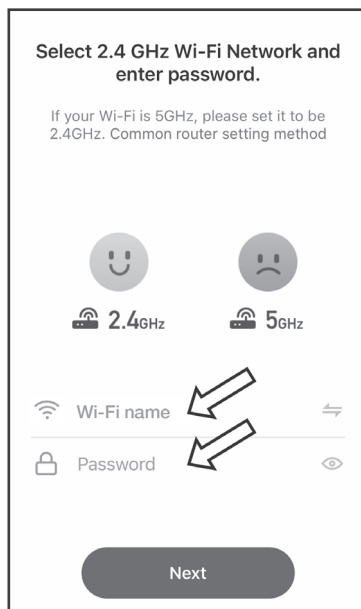 Select 2.4 GHz Wi-Fi Network and
enter password.
If your Wi-Fi is 5GHz, please set it to be
2.4GHz. Common router setting method
2.4GHz
5GHz
Wi-Fi name
Password
Next